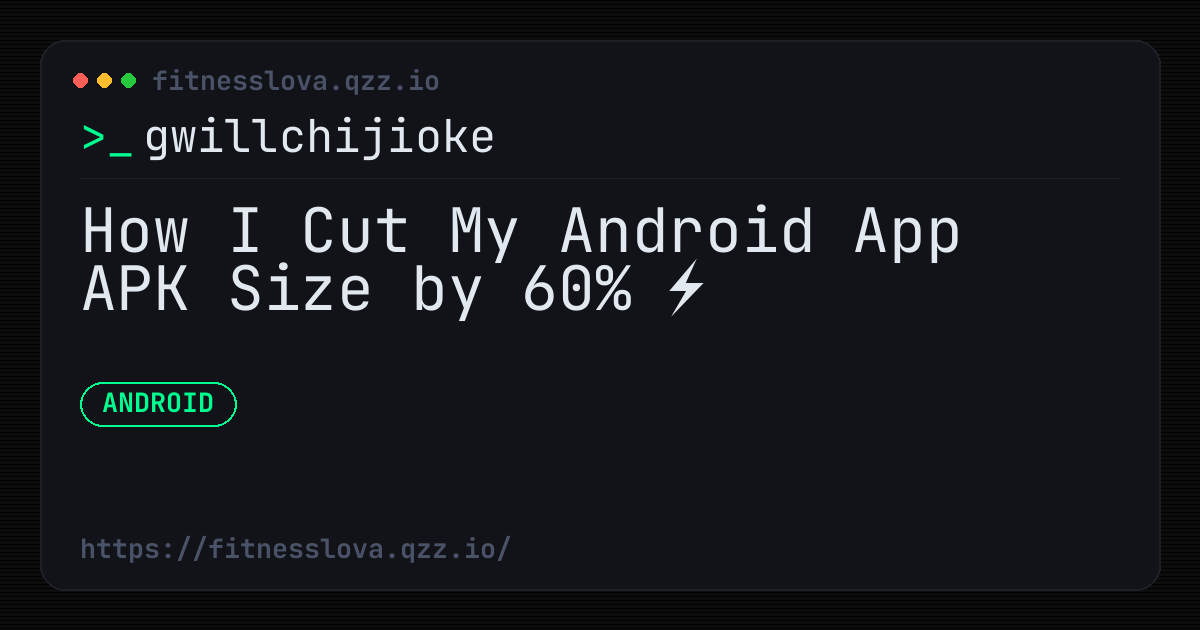 fitnesslova.qzz.io
>_ gwillchijioke
How I Cut My Android App
APK Size by 60% ⚡
ANDROID
https://fitnesslova.qzz.io/